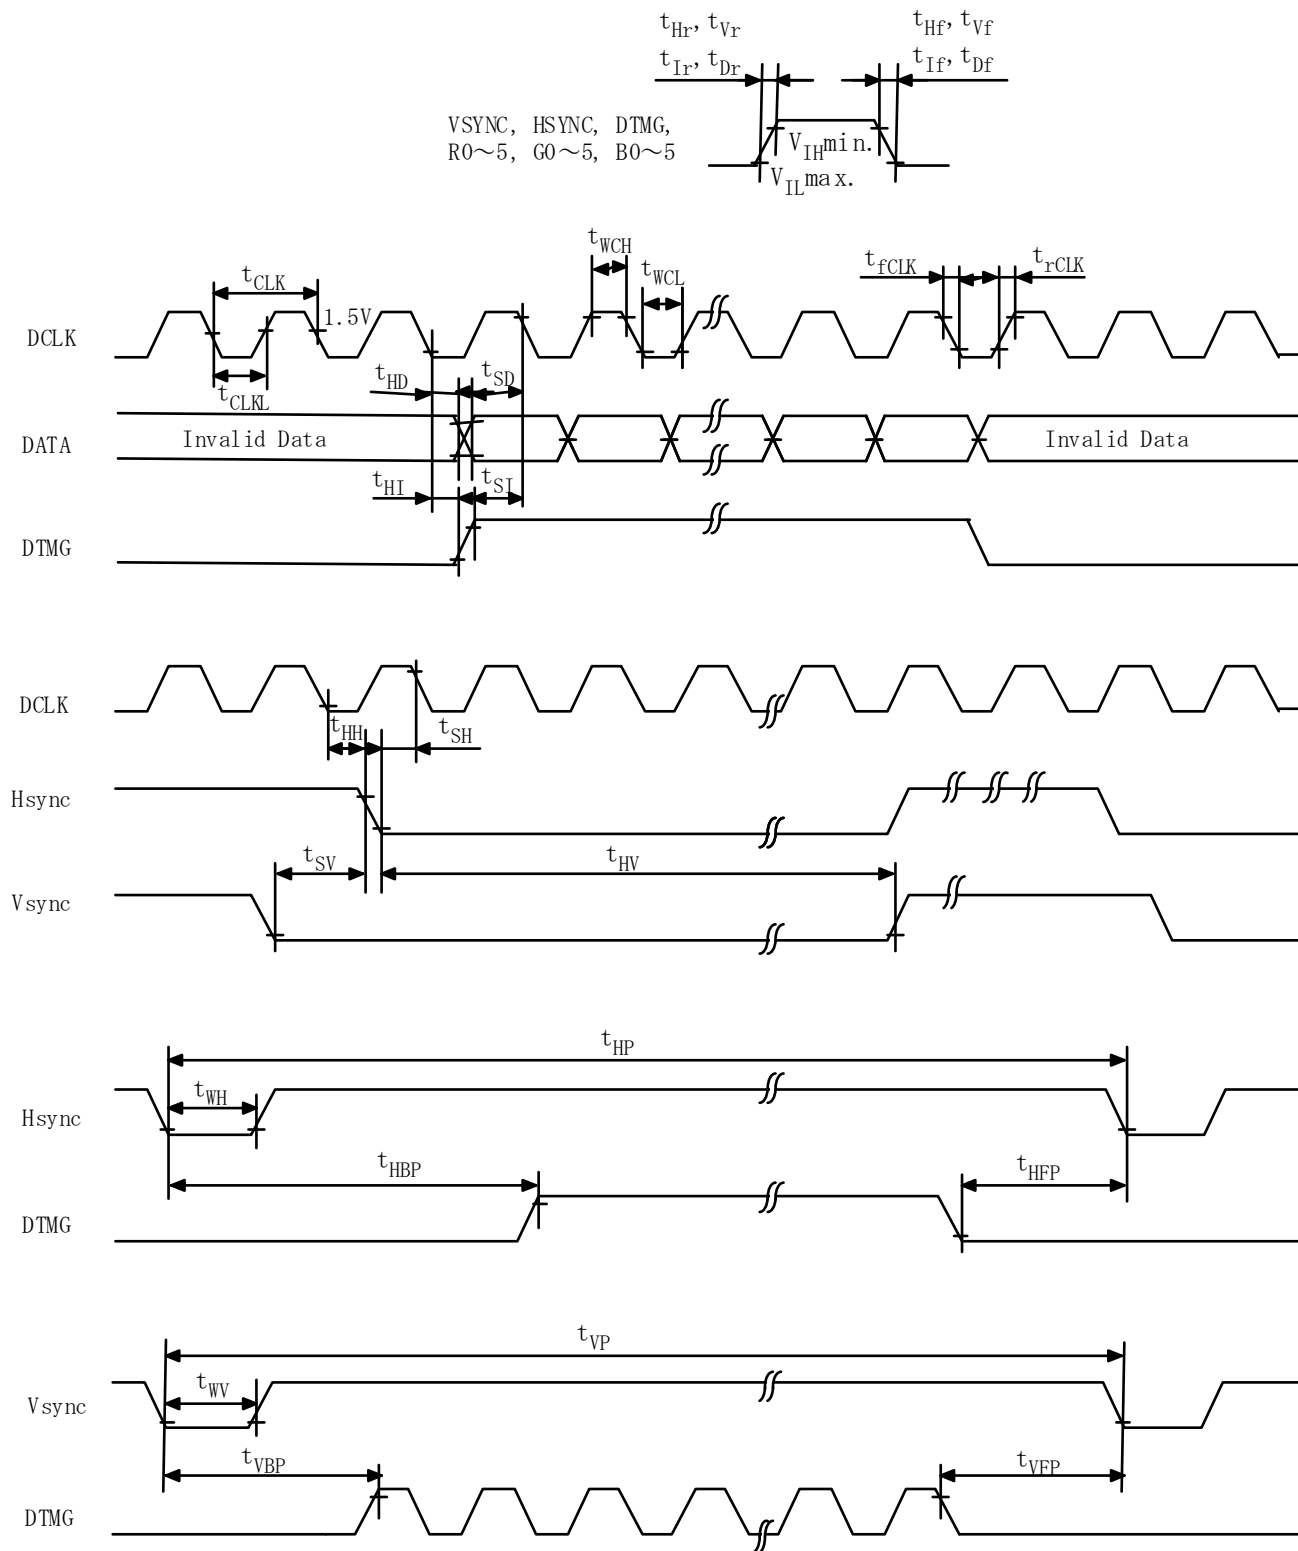 tHr, tVr
tHf, tVf
tIr, tDr
tIf, tDf
VSYNC, HSYNC, DTMG,
R0～5, G0～5, B0～5
VIHmin.
VILmax.
tWCH
tCLK
tWCL
tfCLK
trCLK
1.5V
DCLK
tHD
tSD
tCLKL
DATA
Invalid Data
Invalid Data
tHI
tSI
DTMG
DCLK
tHH
tSH
Hsync
tSV
tHV
Vsync
tHP
tWH
Hsync
tHBP
tHFP
DTMG
tVP
tWV
Vsync
tVBP
tVFP
DTMG